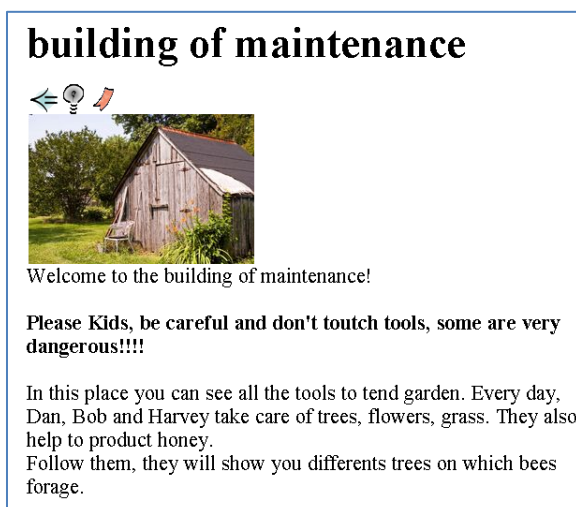 building of maintenance
Welcome to the building of maintenance!
Please Kids, be careful and don't toutch tools, some are very
dangerous!!!!
In this place you can see all the tools to tend garden. Every day,
Dan, Bob and Harvey take care of trees, flowers, grass. They also
help to product honey.
Follow them, they will show you differents trees on which bees
forage.